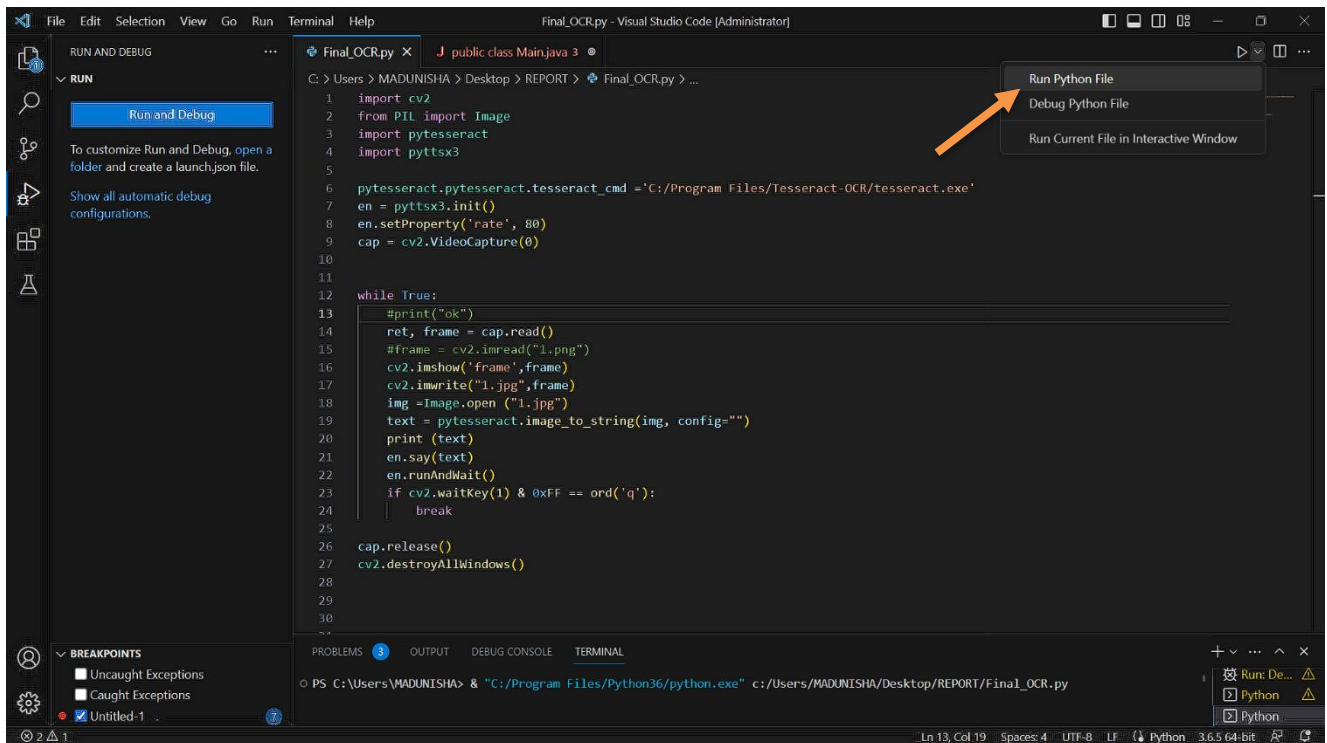 File Edit Selection View Go Run Terminal Help Final_OCR.py - Visual Studio Code [Administrator]
RUN AND DEBUG
RUN
Run and Debug
To customize Run and Debug, open a
folder and create a launch.json file.
Show all automatic debug
configurations.
Final_OCR.py J public class Main.java 3
C: > Users > MADUNISHA > Desktop > REPORT > Final_OCR.py > ...
Run Python File
Debug Python File
Run Current File in Interactive Window
1 import cv2
2 from PIL import Image
3 import pytesseract
4 import pyttsx3
5
6 pytesseract.pytesseract.tesseract_cmd ='C:/Program Files/Tesseract-OCR/tesseract.exe'
7 en = pyttsx3.init()
8 en.setProperty('rate', 80)
9 cap = cv2.VideoCapture(0)
10
11
12 while True:
13     #print("ok")
14     ret, frame = cap.read()
15     #frame = cv2.imread("1.png")
16     cv2.imshow('frame',frame)
17     cv2.imwrite("1.jpg",frame)
18     img =Image.open ("1.jpg")
19     text = pytesseract.image_to_string(img, config="")
20     print (text)
21     en.say(text)
22     en.runAndWait()
23     if cv2.waitKey(1) & 0xFF == ord('q'):
24         break
25
26 cap.release()
27 cv2.destroyAllWindows()
28
29
30
BREAKPOINTS
Uncaught Exceptions
Caught Exceptions
Untitled-1 . 7
PROBLEMS 3 OUTPUT DEBUG CONSOLE TERMINAL
PS C:\Users\MADUNISHA> & "C:/Program Files/Python36/python.exe" c:/Users/MADUNISHA/Desktop/REPORT/Final_OCR.py
Run: De...
Python
Python
2 1 Ln 13, Col 19 Spaces: 4 UTF-8 LF Python 3.6.5 64-bit